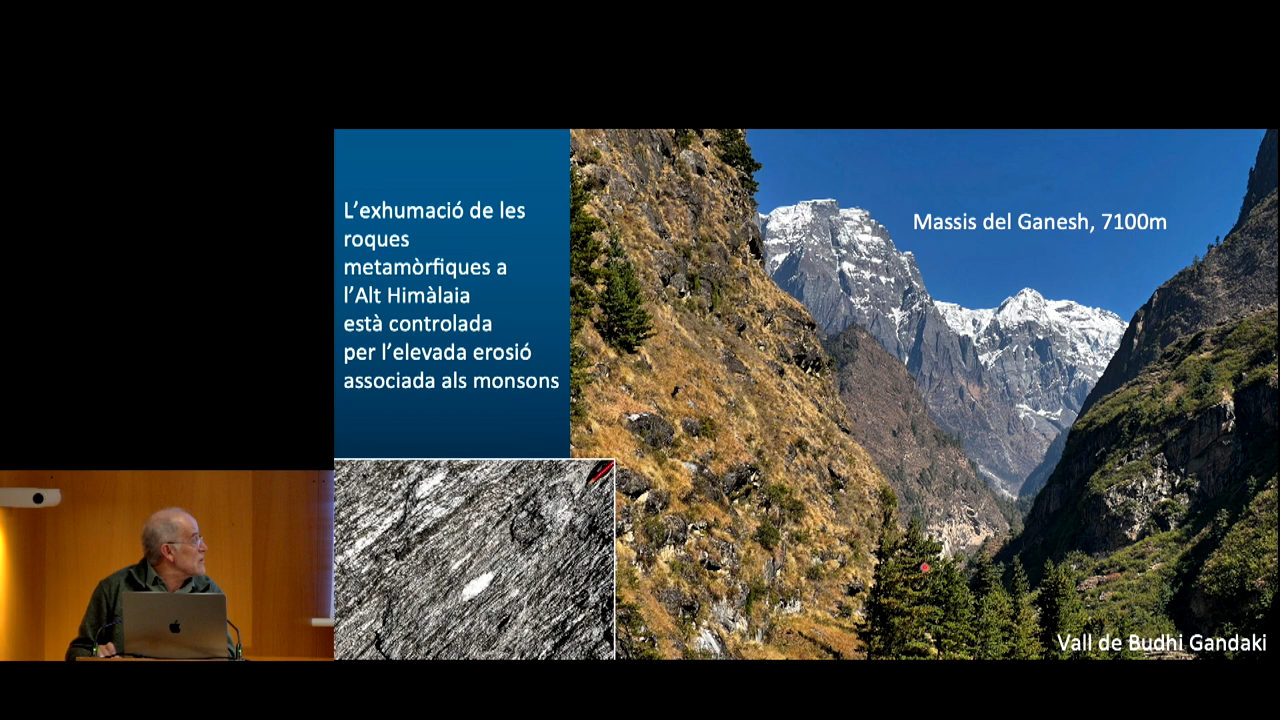 L'exhumació de les
roques
metamòrfiques a
l'Alt Himàlaia
està controlada
per l'elevada erosió
associada als monsons
Massis del Ganesh, 7100m
Vall de Budhi Gandaki